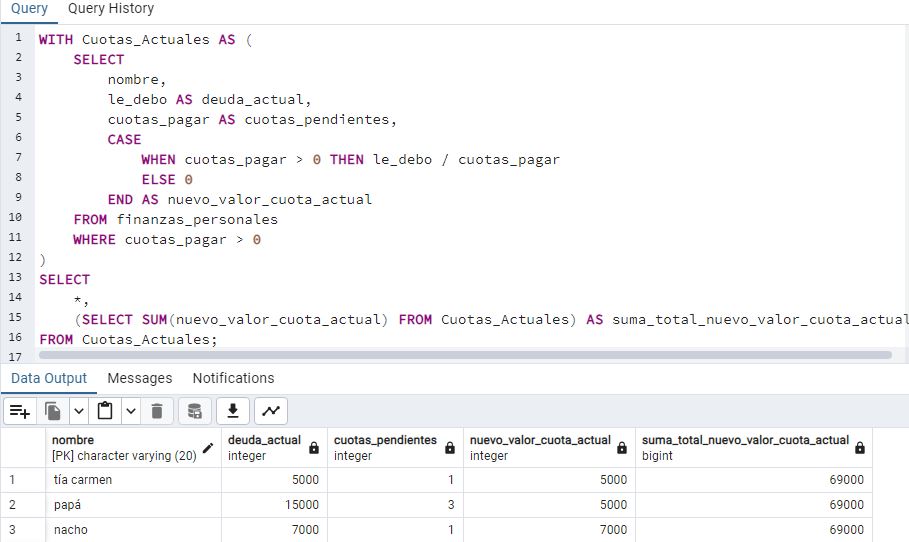 Query Query History
1 WITH Cuotas_Actuales AS (
2 SELECT
3 nombre,
4 le_debo AS deuda_actual,
5 cuotas_pagar AS cuotas_pendientes,
6 CASE
7 WHEN cuotas_pagar > 0 THEN le_debo / cuotas_pagar
8 ELSE 0
9 END AS nuevo_valor_cuota_actual
10 FROM finanzas_personales
11 WHERE cuotas_pagar > 0
12 )
13 SELECT
14 *,
15 (SELECT SUM(nuevo_valor_cuota_actual) FROM Cuotas_Actuales) AS suma_total_nuevo_valor_cuota_actual
16 FROM Cuotas_Actuales;
17
Data Output Messages Notifications
nombre deuda_actual cuotas_pendientes nuevo_valor_cuota_actual suma_total_nuevo_valor_cuota_actual
[PK] character varying (20) integer integer integer bigint
1 tía carmen 5000 1 5000 69000
2 papá 15000 3 5000 69000
3 nacho 7000 1 7000 69000